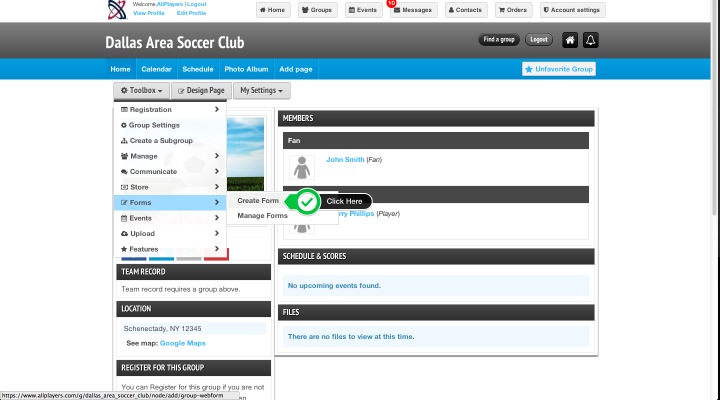 Welcome,AllPlayers | Logout
View Profile Edit Profile
Home Groups Events 10 Messages Contacts Orders Account settings
Dallas Area Soccer Club
Find a group Logout
Home Calendar Schedule Photo Album Add page
Unfavorite Group
Toolbox Design Page My Settings
Registration
Group Settings
Create a Subgroup
Manage
Communicate
Store
Forms
Events
Upload
Features
Create Form
Manage Forms
Click Here
MEMBERS
Fan
John Smith (Fan)
rry Phillips (Player)
TEAM RECORD
Team record requires a group above.
LOCATION
Schenectady, NY 12345
See map: Google Maps
REGISTER FOR THIS GROUP
You can Register for this group if you are not
SCHEDULE & SCORES
No upcoming events found.
FILES
There are no files to view at this time.
https://www.allplayers.com/g/dallas_area_soccer_club/node/add/group-webform